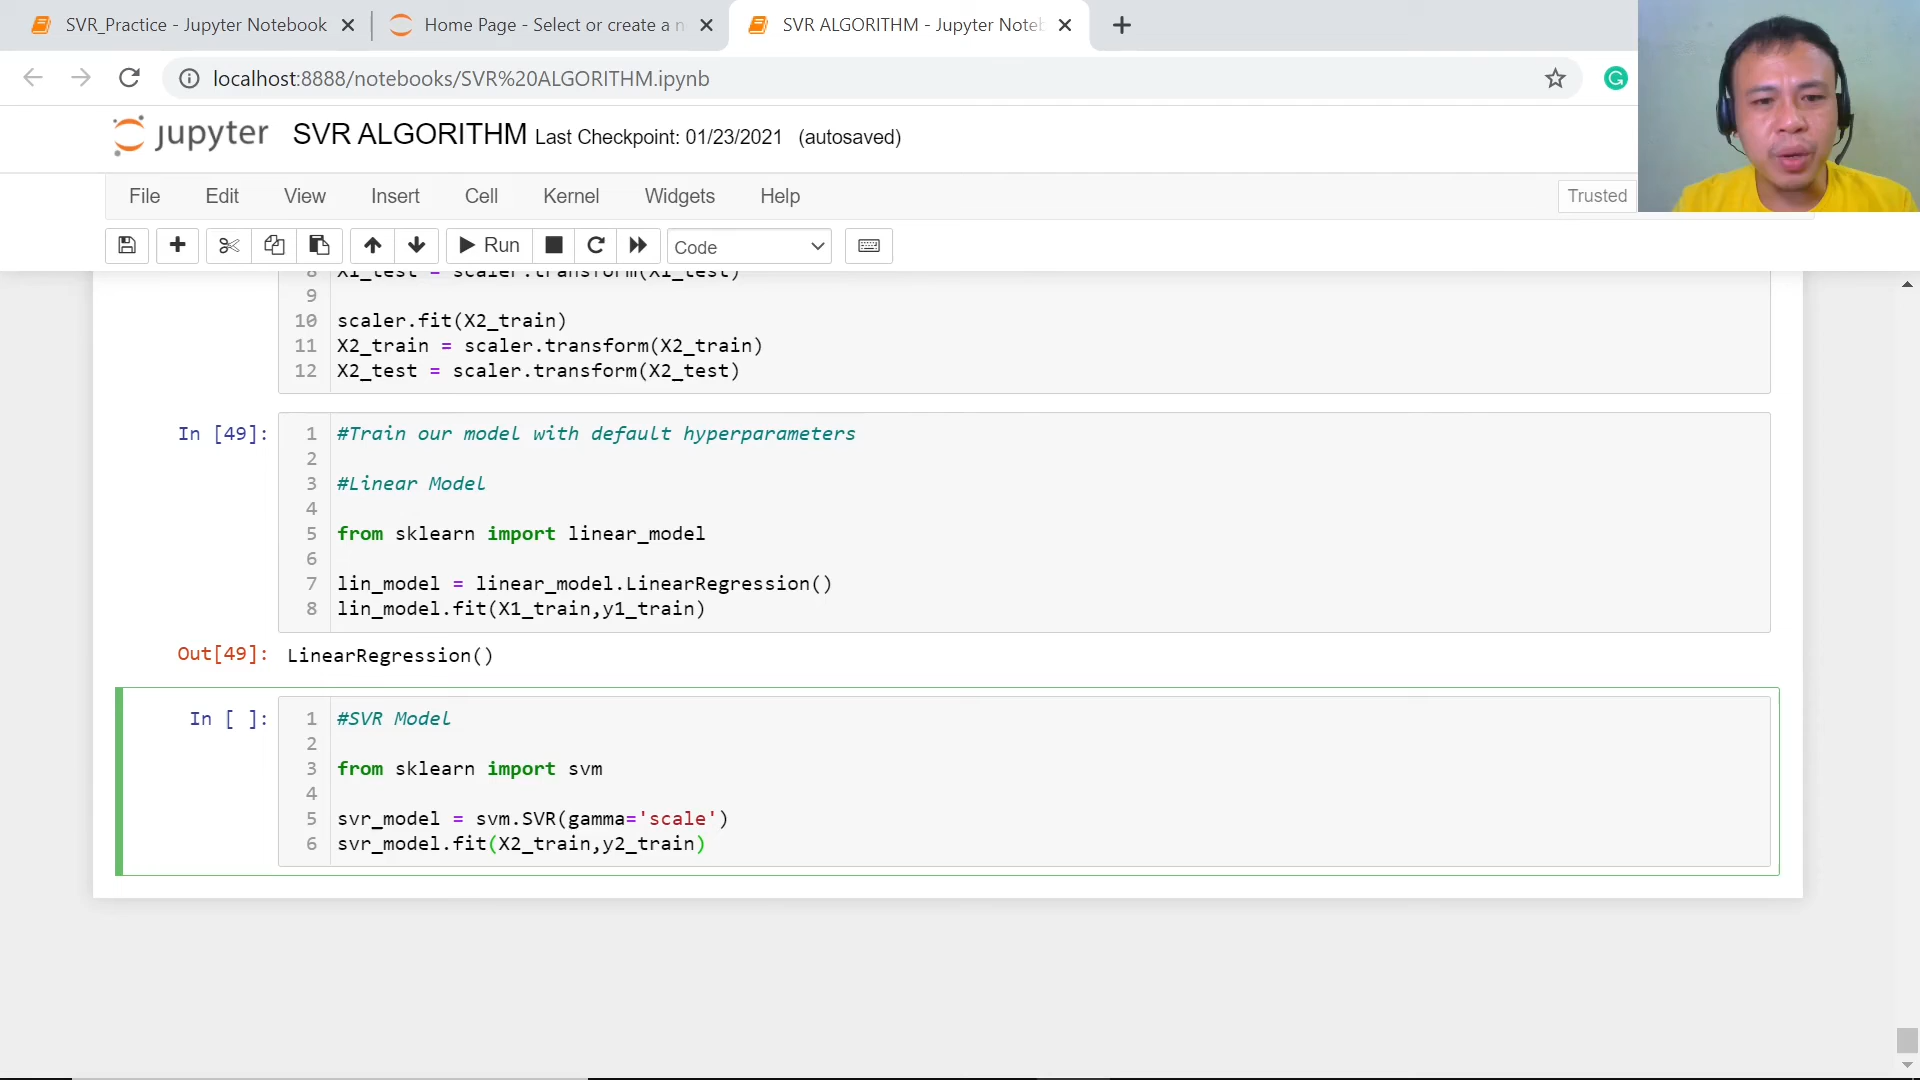 SVR_Practice - Jupyter Notebook
Home Page - Select or create a n
SVR ALGORITHM - Jupyter Noteb
localhost:8888/notebooks/SVR%20ALGORITHM.ipynb
jupyter SVR ALGORITHM Last Checkpoint: 01/23/2021 (autosaved)
File Edit View Insert Cell Kernel Widgets Help Trusted
Run Code
8 X1_test = scaler.transform(X1_test)
9
10 scaler.fit(X2_train)
11 X2_train = scaler.transform(X2_train)
12 X2_test = scaler.transform(X2_test)
In [49]: 1 #Train our model with default hyperparameters
2
3 #Linear Model
4
5 from sklearn import linear_model
6
7 lin_model = linear_model.LinearRegression()
8 lin_model.fit(X1_train,y1_train)
Out[49]: LinearRegression()
In [ ]: 1 #SVR Model
2
3 from sklearn import svm
4
5 svr_model = svm.SVR(gamma='scale')
6 svr_model.fit(X2_train,y2_train)